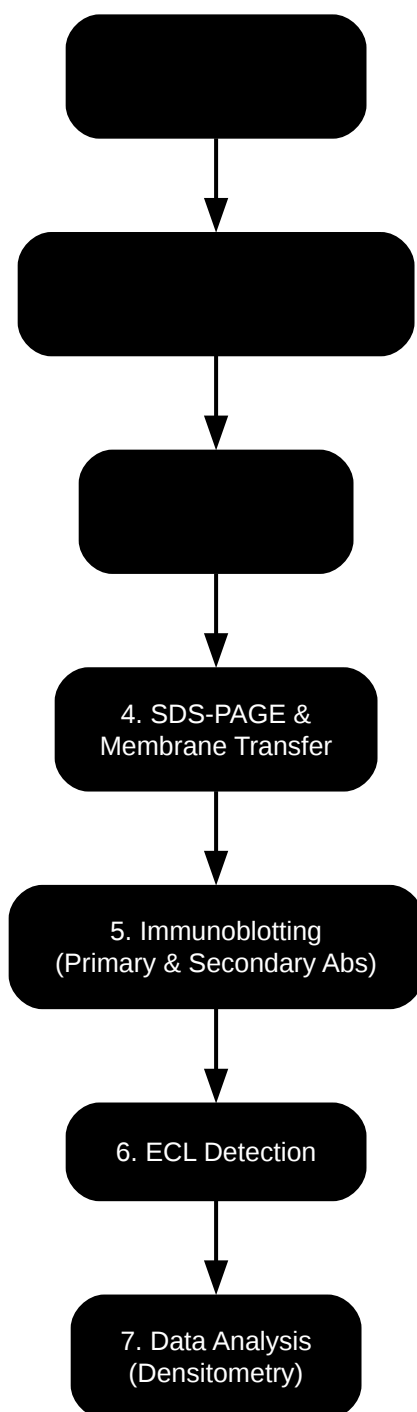 4. SDS-PAGE &
Membrane Transfer
5. Immunoblotting
(Primary & Secondary Abs)
6. ECL Detection
7. Data Analysis
(Densitometry)